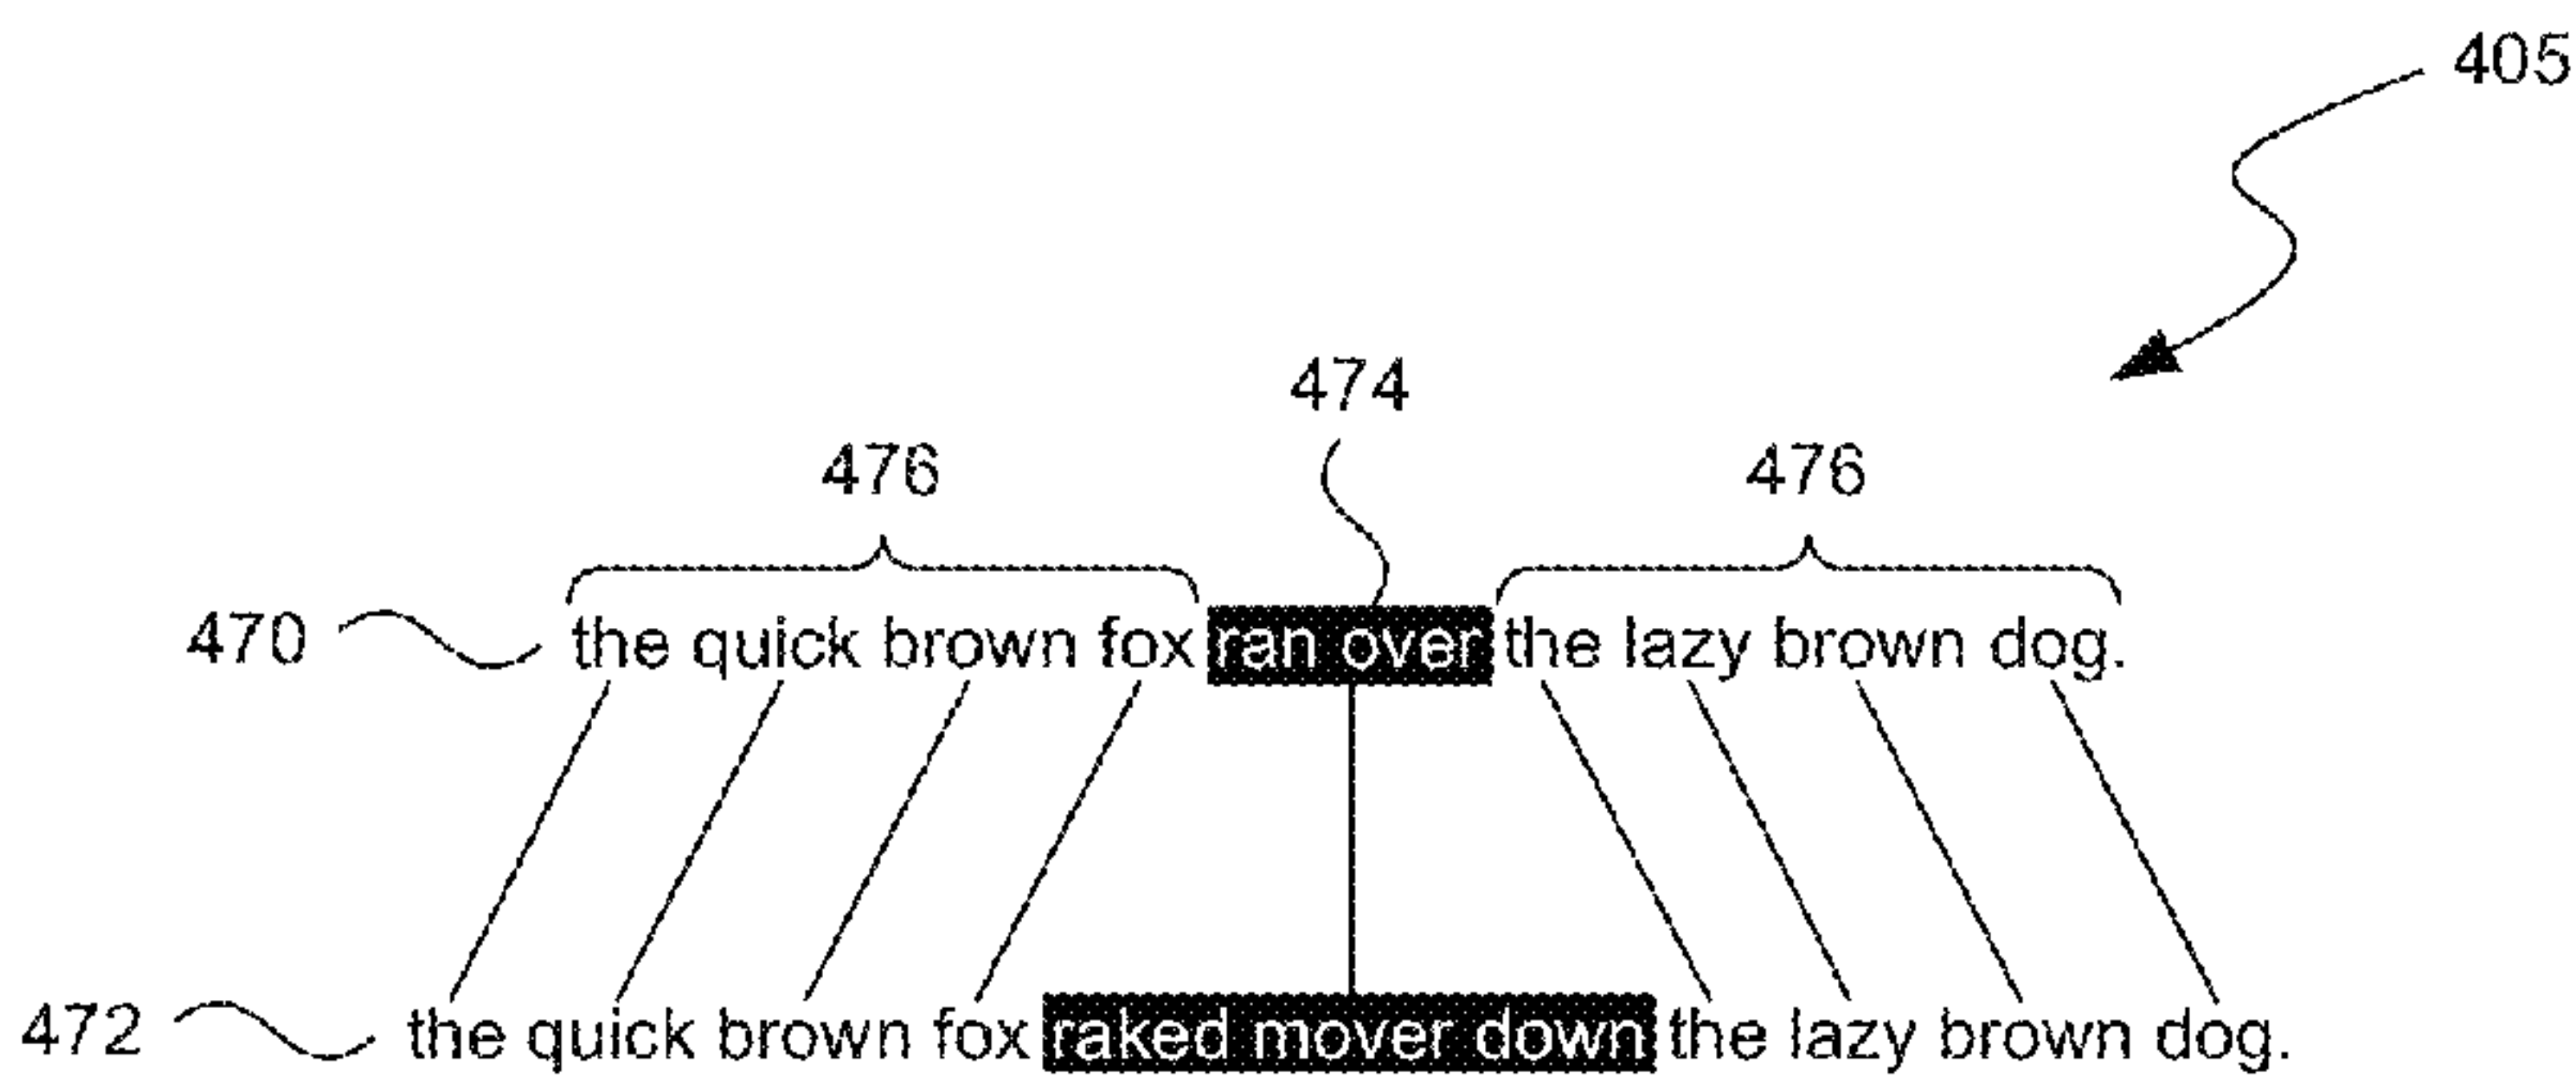 405
474
476 476
470 the quick brown fox ran over the lazy brown dog.
472 the quick brown fox raked mover down the lazy brown dog.